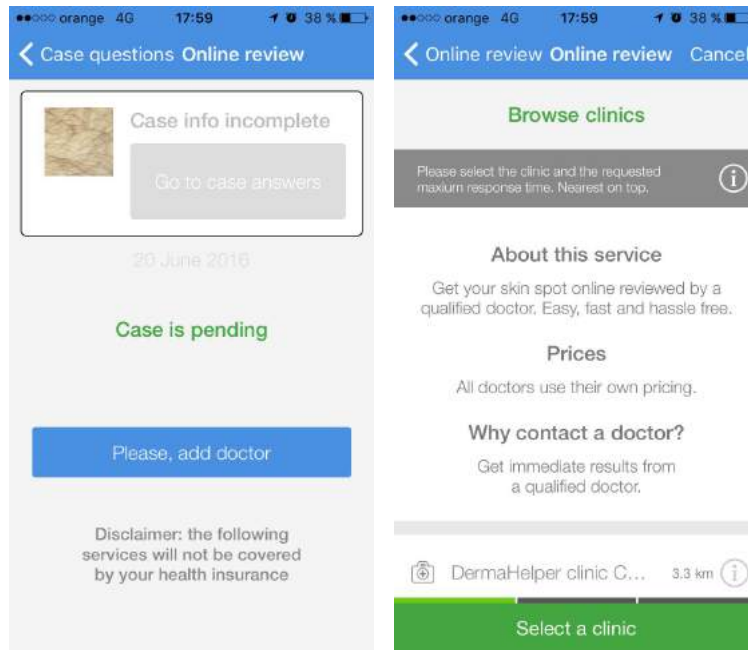 orange 4G 17:59 38 %
Case questions Online review
Case info incomplete
Go to case answers
20 June 2016
Case is pending
Please, add doctor
Disclaimer: the following
services will not be covered
by your health insurance
orange 4G 17:59 38 %
Online review Online review Cancel
Browse clinics
Please select the clinic and the requested
maxium response time. Nearest on top.
About this service
Get your skin spot online reviewed by a
qualified doctor. Easy, fast and hassle free.
Prices
All doctors use their own pricing.
Why contact a doctor?
Get immediate results from
a qualified doctor.
DermaHelper clinic C... 3.3 km
Select a clinic